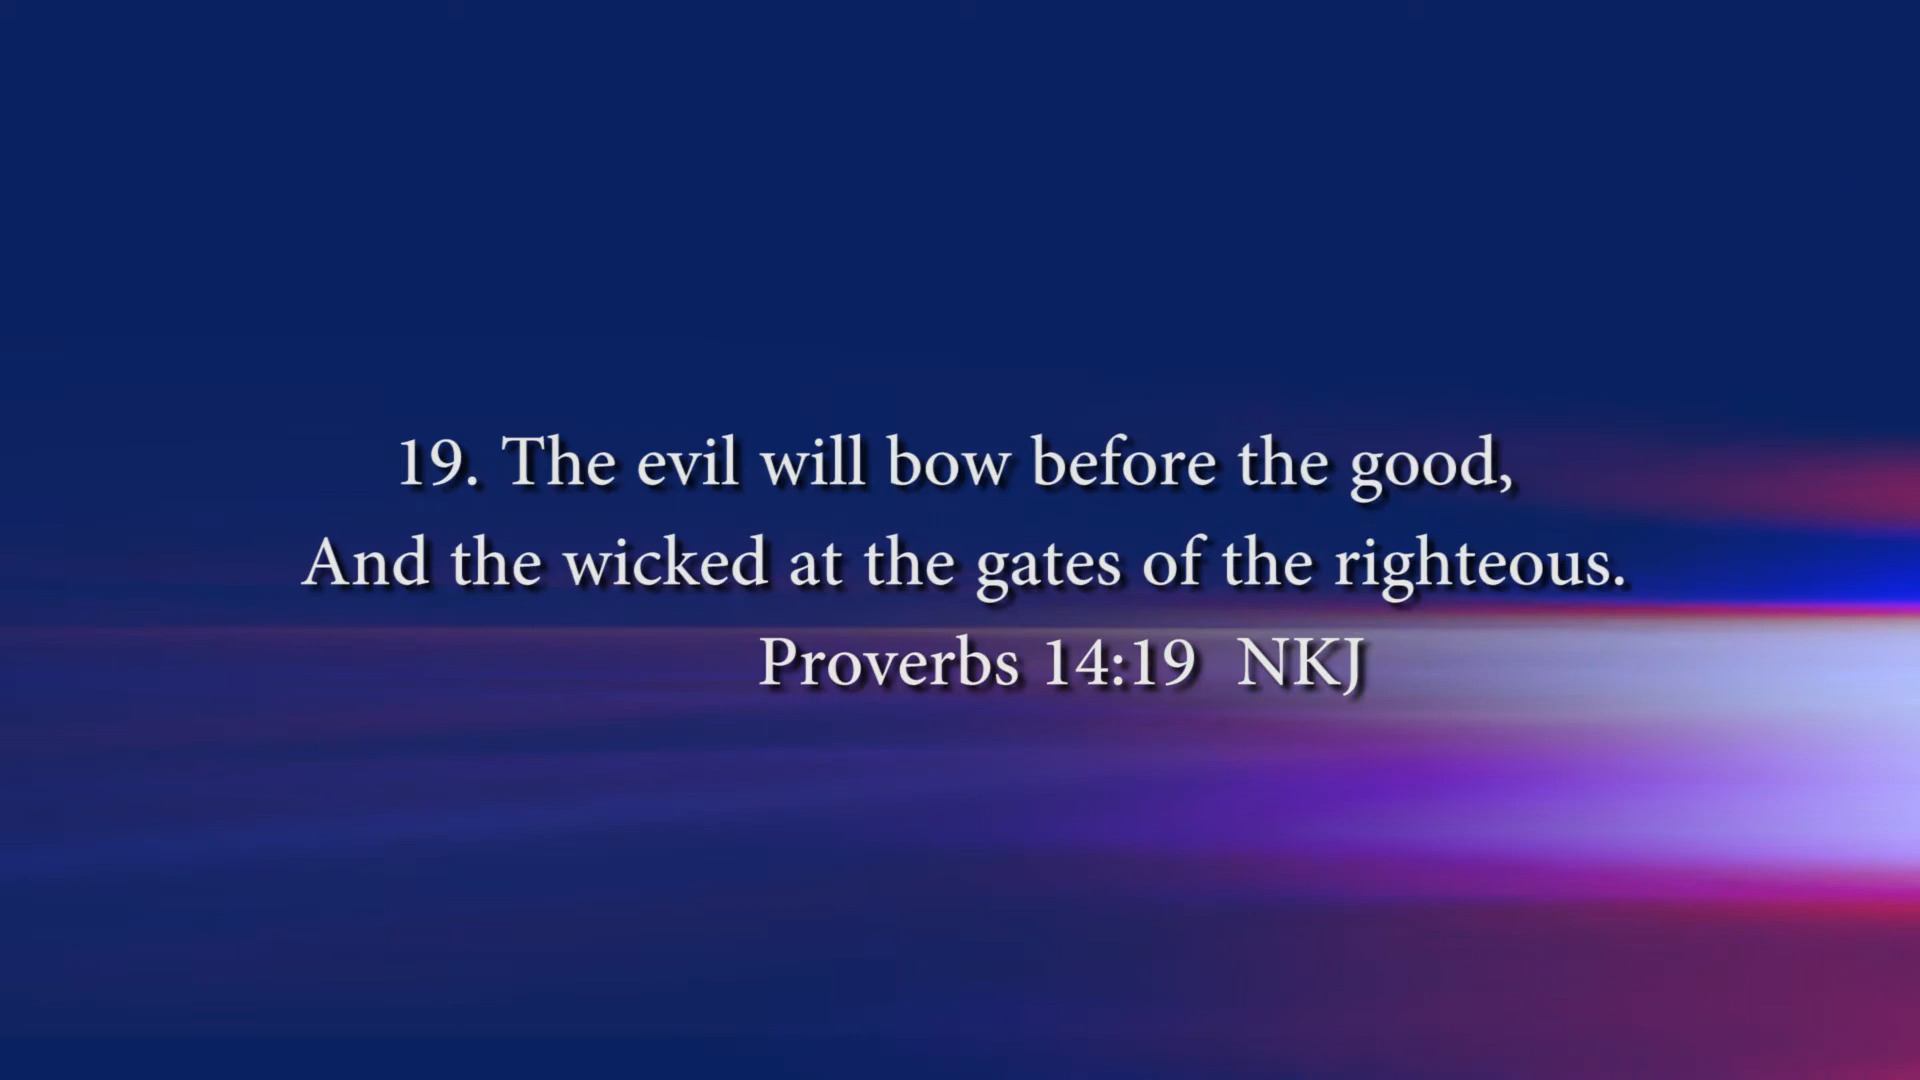 19. The evil will bow before the good,
And the wicked at the gates of the righteous.
Proverbs 14:19  NKJ